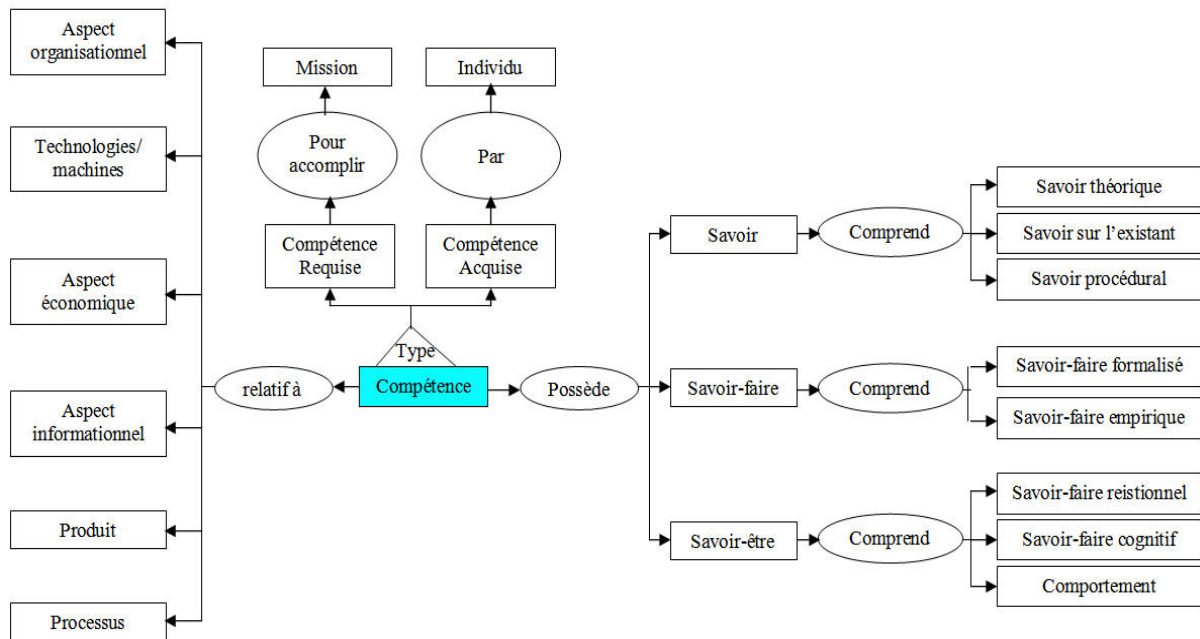 Aspect
organisationnel
Technologies/
machines
Aspect
économique
Aspect
informationnel
Produit
Processus
Mission
Individu
Pour
accomplir
Par
Compétence
Requise
Compétence
Acquise
Type
relatif à
Compétence
Possède
Savoir
Comprend
Savoir théorique
Savoir sur l’existant
Savoir procédural
Savoir-faire
Comprend
Savoir-faire formalisé
Savoir-faire empirique
Savoir-être
Comprend
Savoir-faire reistionnel
Savoir-faire cognitif
Comportement